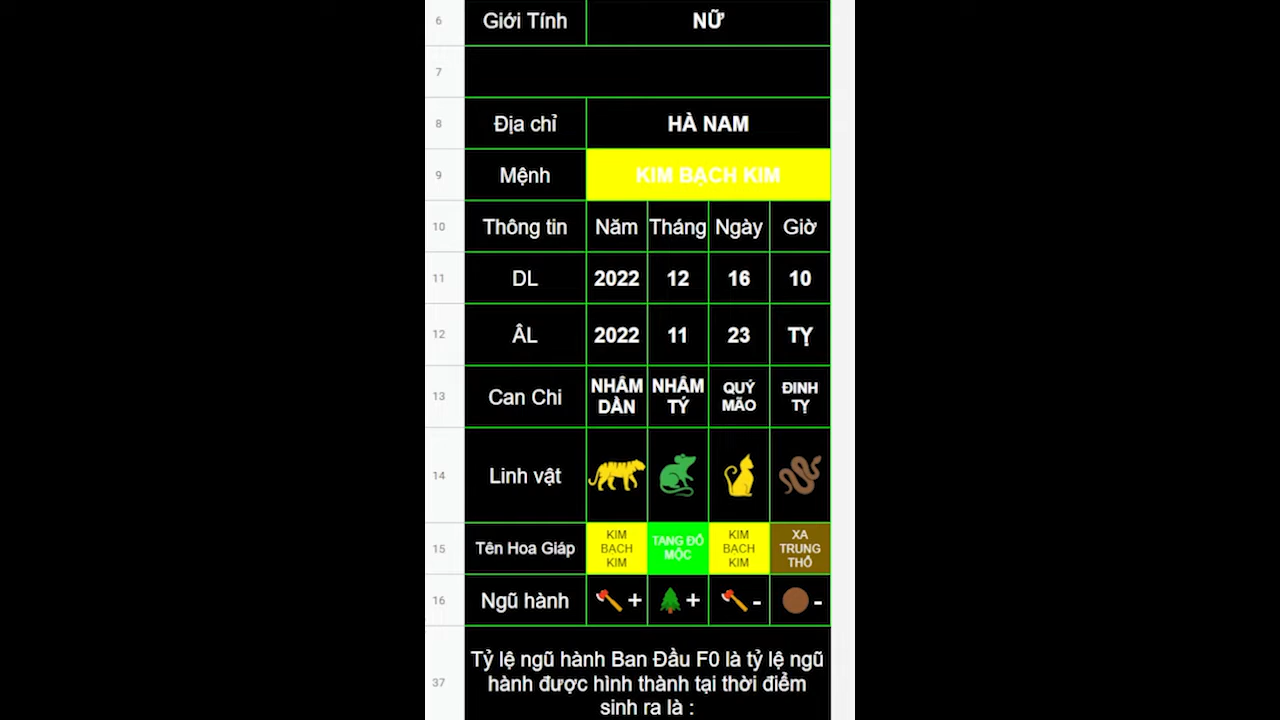 6 Giới Tính NỮ
7
8 Địa chỉ HÀ NAM
9 Mệnh KIM BẠCH KIM
10 Thông tin Năm Tháng Ngày Giờ
11 DL 2022 12 16 10
12 ÂL 2022 11 23 TỴ
13 Can Chi NHÂM DẦN NHÂM TÝ QUÝ MÃO ĐINH TỴ
14 Linh vật
15 Tên Hoa Giáp KIM BẠCH KIM TANG ĐỐ MỘC KIM BẠCH KIM XA TRUNG THỔ
16 Ngũ hành + + - -
37 Tỷ lệ ngũ hành Ban Đầu F0 là tỷ lệ ngũ
hành được hình thành tại thời điểm
sinh ra là :